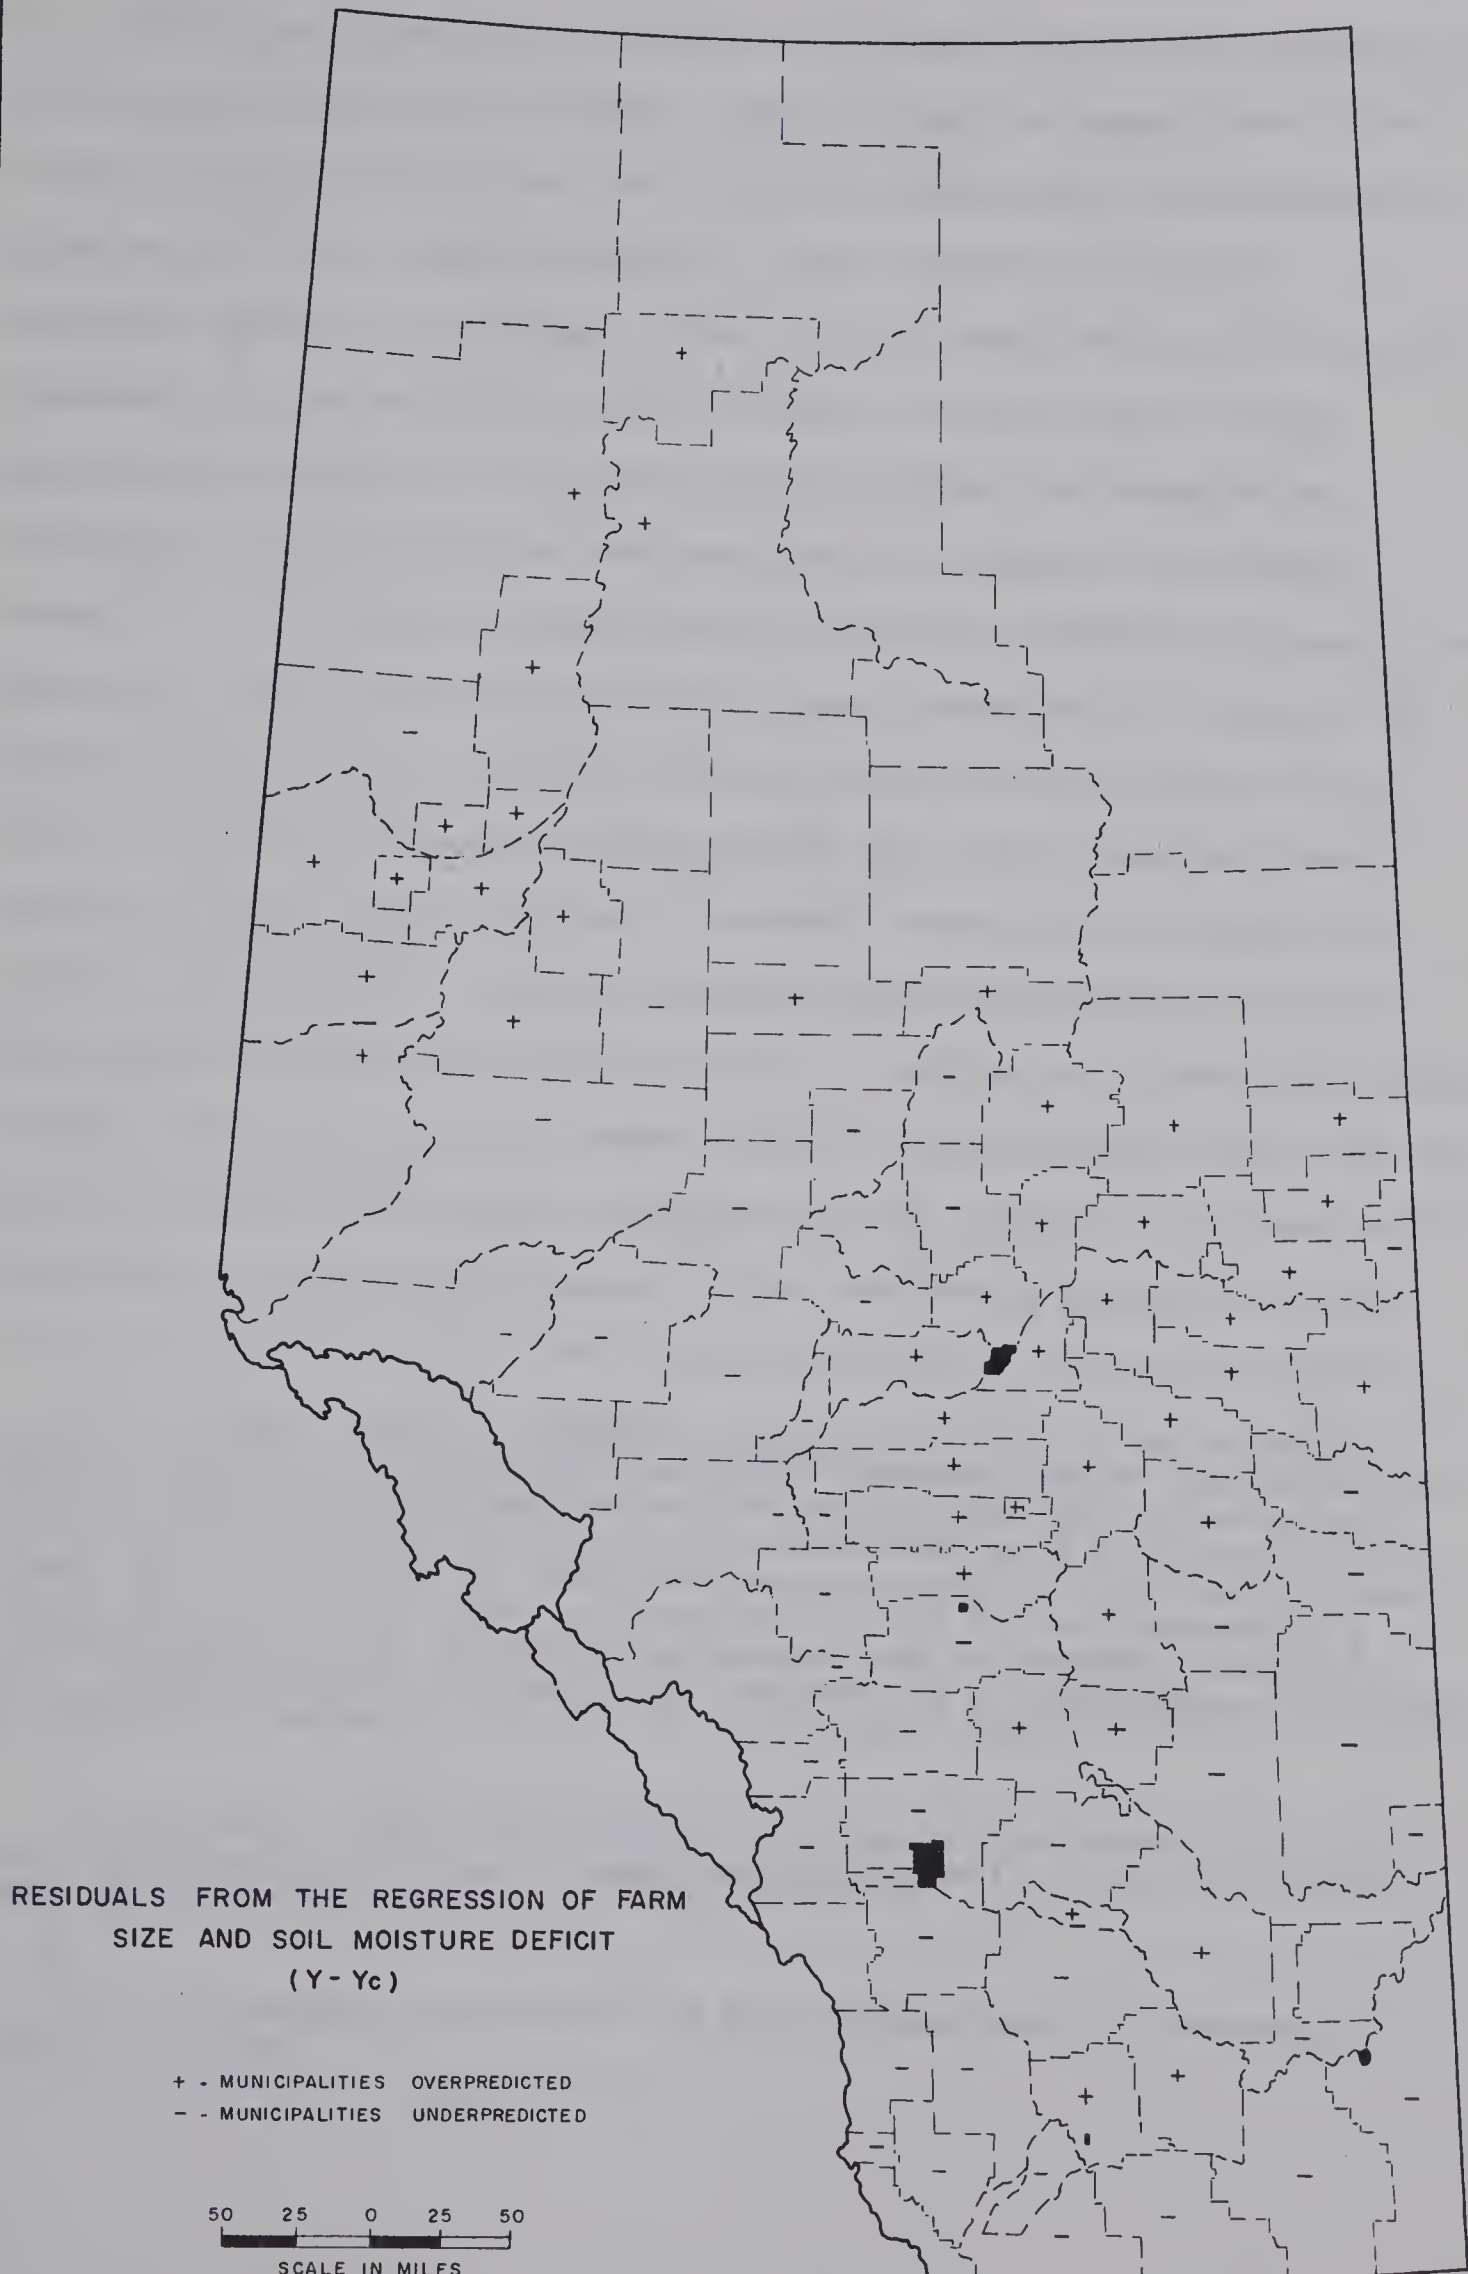 RESIDUALS FROM THE REGRESSION OF FARM
SIZE AND SOIL MOISTURE DEFICIT
(Y - Yc)
+ - MUNICIPALITIES OVERPREDICTED
− - MUNICIPALITIES UNDERPREDICTED
50 25 0 25 50
SCALE IN MILES